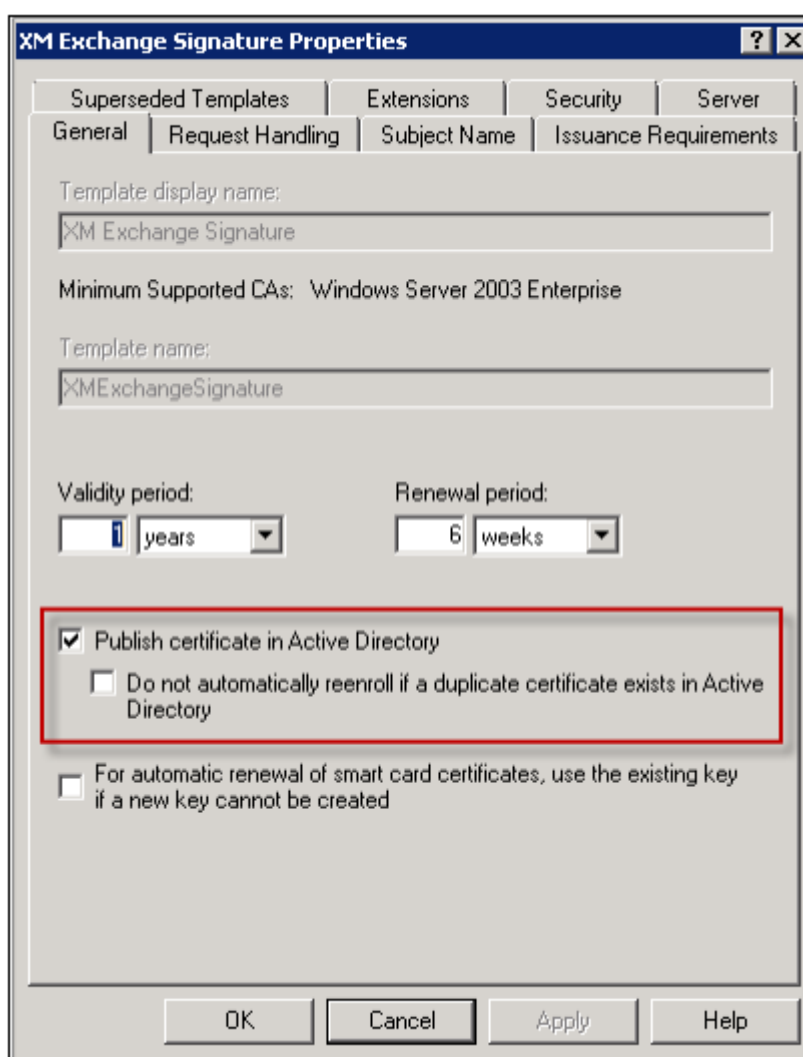 XM Exchange Signature Properties
Superseded Templates Extensions Security Server
General Request Handling Subject Name Issuance Requirements
Template display name:
XM Exchange Signature
Minimum Supported CAs: Windows Server 2003 Enterprise
Template name:
XMExchangeSignature
Validity period: Renewal period:
1 years 6 weeks
Publish certificate in Active Directory
Do not automatically reenroll if a duplicate certificate exists in Active
Directory
For automatic renewal of smart card certificates, use the existing key
if a new key cannot be created
OK Cancel Apply Help